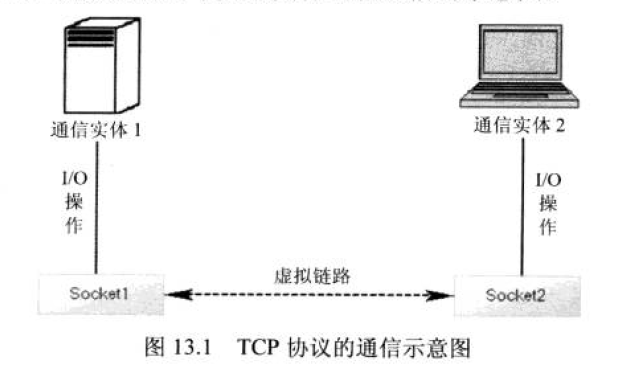 通信实体 1
通信实体 2
I/O
操
作
I/O
操
作
Socket1
虚拟链路
Socket2
图 13.1 TCP 协议的通信示意图